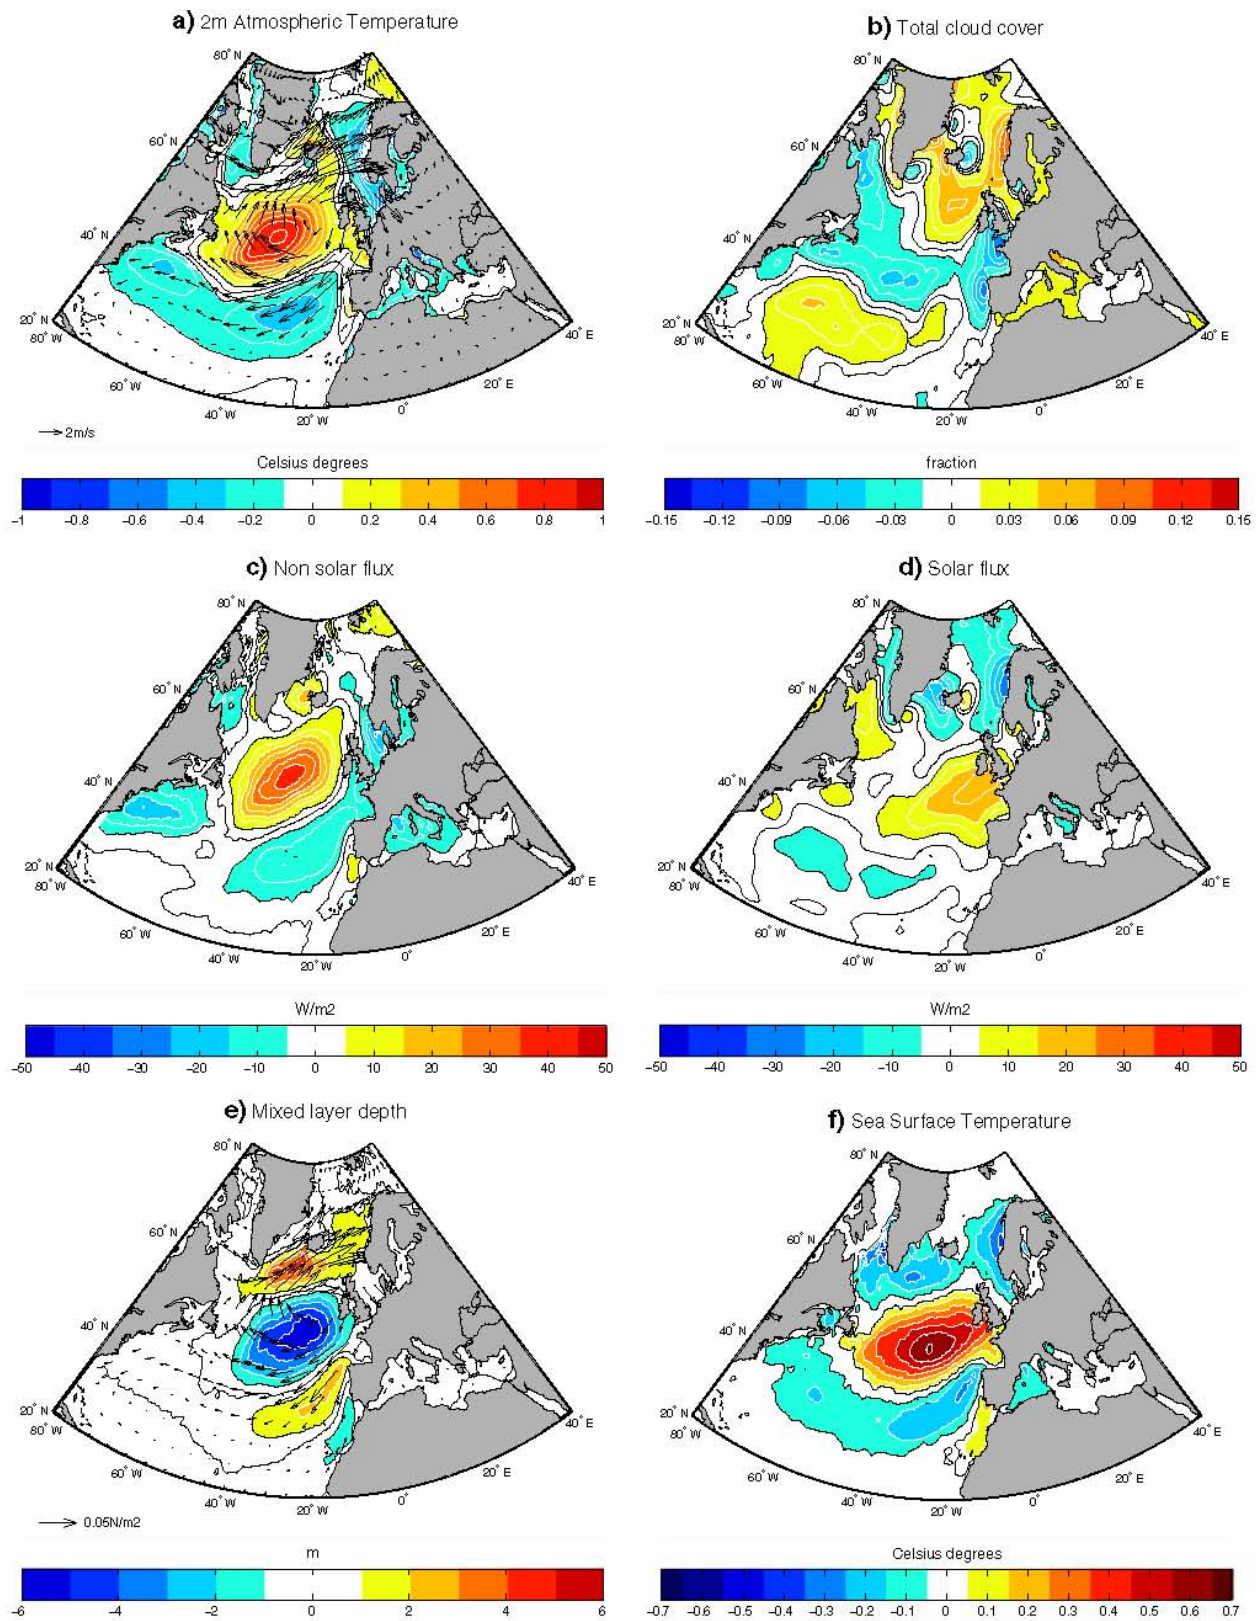 a) 2m Atmospheric Temperature
b) Total cloud cover
80° N
60° N
40° N
20° N
80° W
60° W
40° W
20° W
0°
20° E
40° E
2m/s
80° N
60° N
40° N
20° N
80° W
60° W
40° W
20° W
0°
20° E
40° E
Celsius degrees
−1 −0.8 −0.6 −0.4 −0.2 0 0.2 0.4 0.6 0.8 1
fraction
−0.15 −0.12 −0.09 −0.06 −0.03 0 0.03 0.06 0.09 0.12 0.15
c) Non solar flux
d) Solar flux
80° N
60° N
40° N
20° N
80° W
60° W
40° W
20° W
0°
20° E
40° E
80° N
60° N
40° N
20° N
80° W
60° W
40° W
20° W
0°
20° E
40° E
W/m2
−50 −40 −30 −20 −10 0 10 20 30 40 50
W/m2
−50 −40 −30 −20 −10 0 10 20 30 40 50
e) Mixed layer depth
f) Sea Surface Temperature
80° N
60° N
40° N
20° N
80° W
60° W
40° W
20° W
0°
20° E
40° E
0.05N/m2
80° N
60° N
40° N
20° N
80° W
60° W
40° W
20° W
0°
20° E
40° E
m
−6 −4 −2 0 2 4 6
Celsius degrees
−0.7 −0.6 −0.5 −0.4 −0.3 −0.2 −0.1 0 0.1 0.2 0.3 0.4 0.5 0.6 0.7